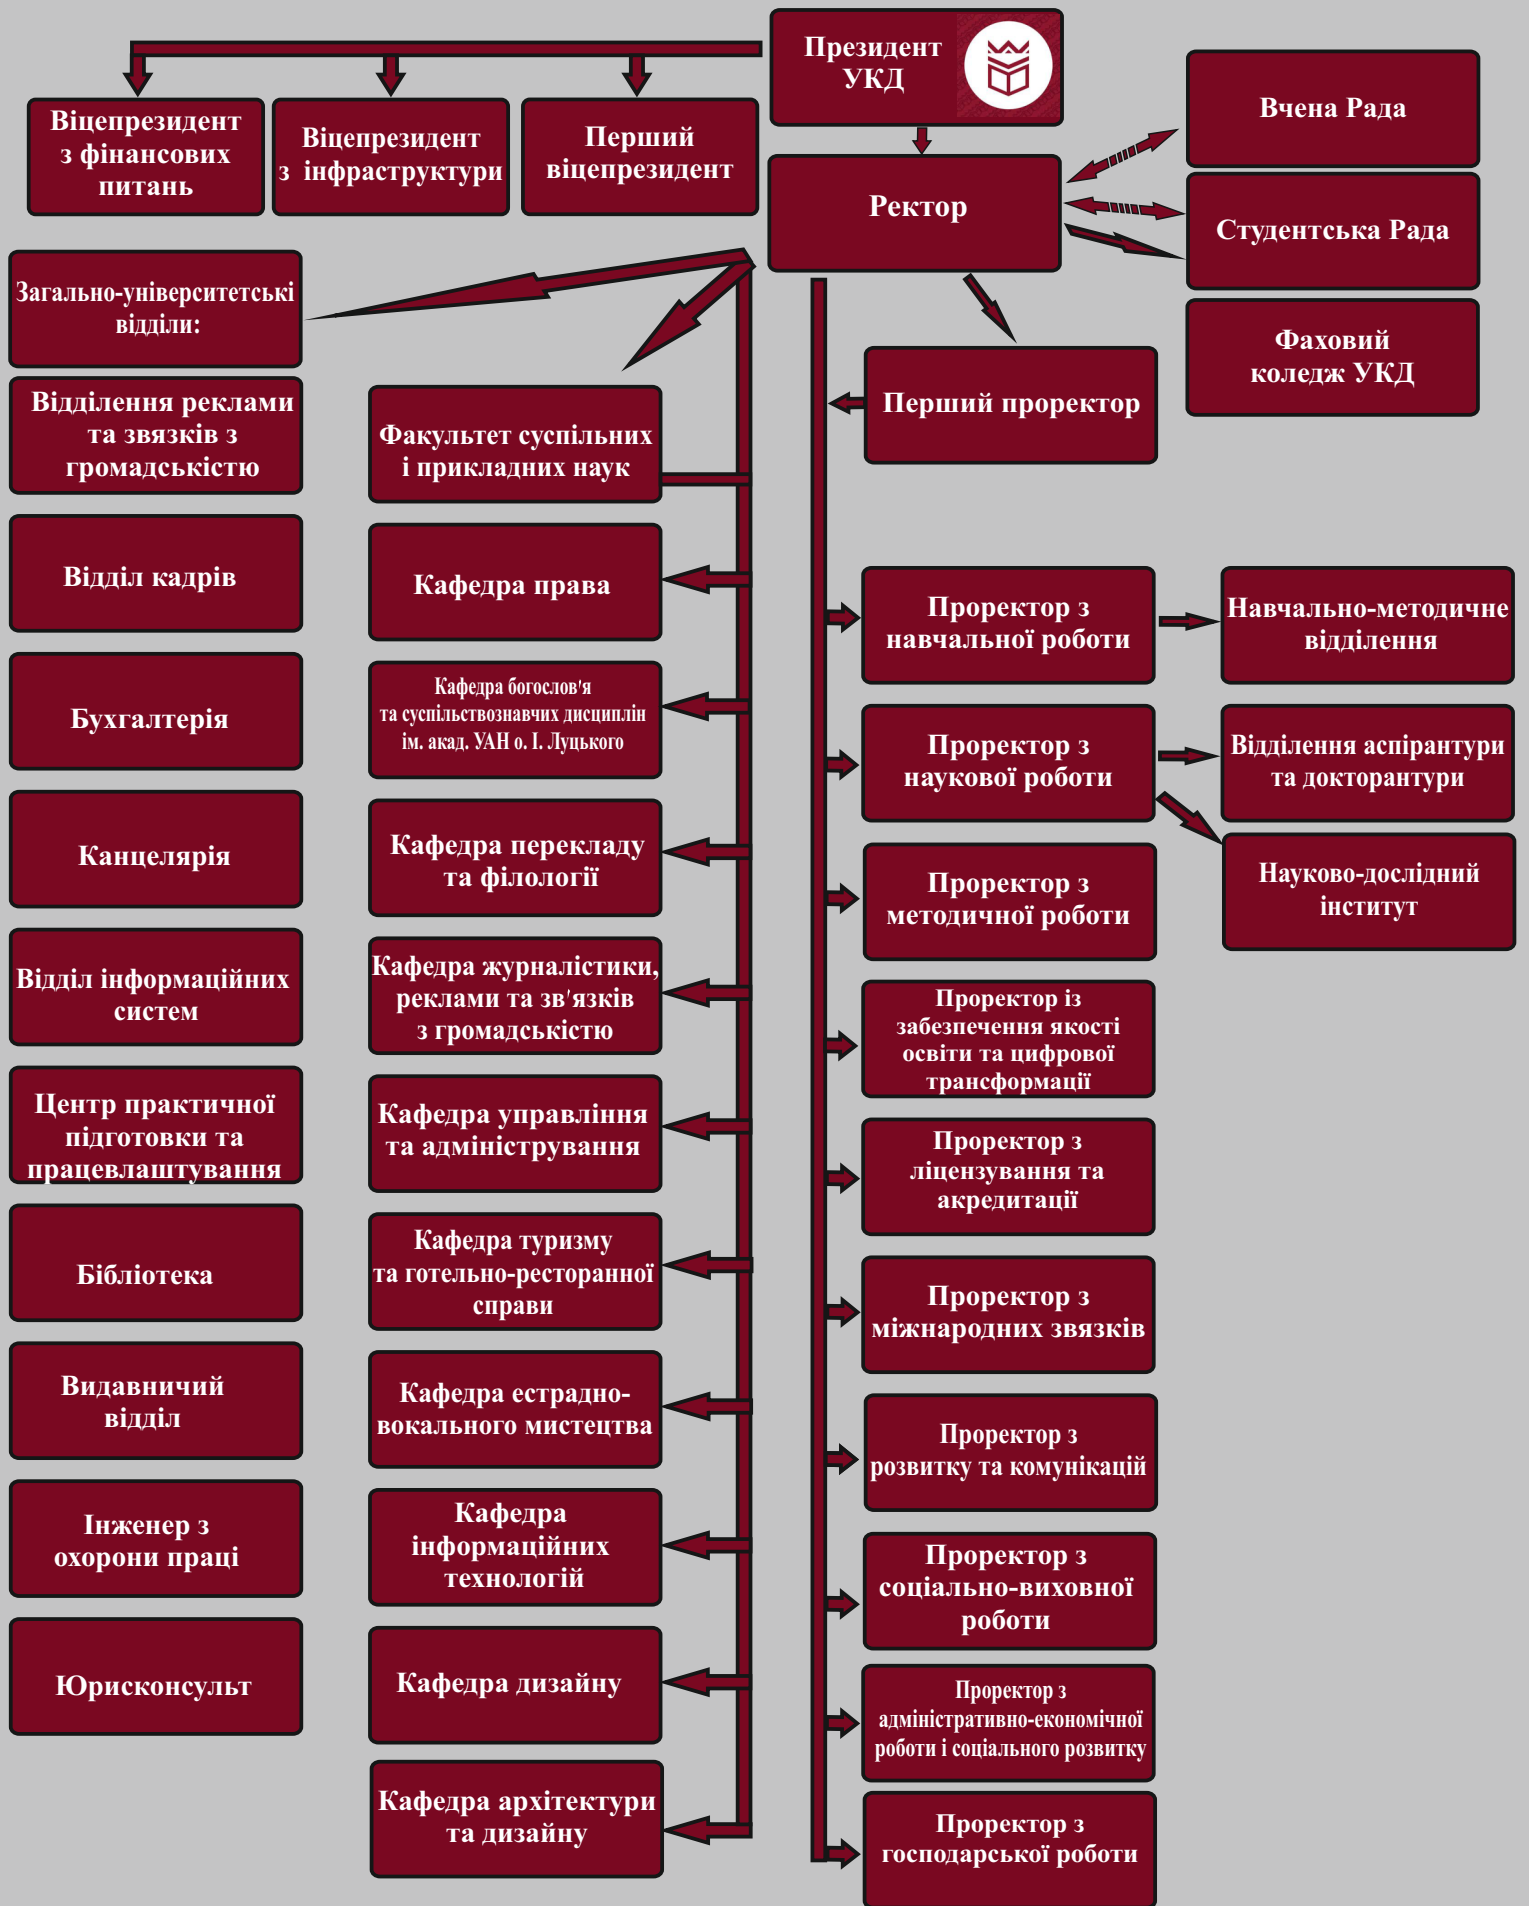 Президент
УКД
Віцепрезидент
з фінансових
питань
Віцепрезидент
з інфраструктури
Перший
віцепрезидент
Ректор
Вчена Рада
Студентська Рада
Фаховий
коледж УКД
Перший проректор
Загально-університетські
відділи:
Відділення реклами
та звязків з
громадськістю
Відділ кадрів
Бухгалтерія
Канцелярія
Відділ інформаційних
систем
Центр практичної
підготовки та
працевлаштування
Бібліотека
Видавничий
відділ
Інженер з
охорони праці
Юрисконсульт
Факультет суспільних
і прикладних наук
Кафедра права
Кафедра богослов'я
та суспільствознавчих дисциплін
ім. акад. УАН о. І. Луцького
Кафедра перекладу
та філології
Кафедра журналістики,
реклами та зв'язків
з громадськістю
Кафедра управління
та адміністрування
Кафедра туризму
та готельно-ресторанної
справи
Кафедра естрадно-
вокального мистецтва
Кафедра
інформаційних
технологій
Кафедра дизайну
Кафедра архітектури
та дизайну
Проректор з
навчальної роботи
Навчально-методичне
відділення
Проректор з
наукової роботи
Відділення аспірантури
та докторантури
Науково-дослідний
інститут
Проректор з
методичної роботи
Проректор із
забезпечення якості
освіти та цифрової
трансформації
Проректор з
ліцензування та
акредитації
Проректор з
міжнародних звязків
Проректор з
розвитку та комунікацій
Проректор з
соціально-виховної
роботи
Проректор з
адміністративно-економічної
роботи і соціального розвитку
Проректор з
господарської роботи